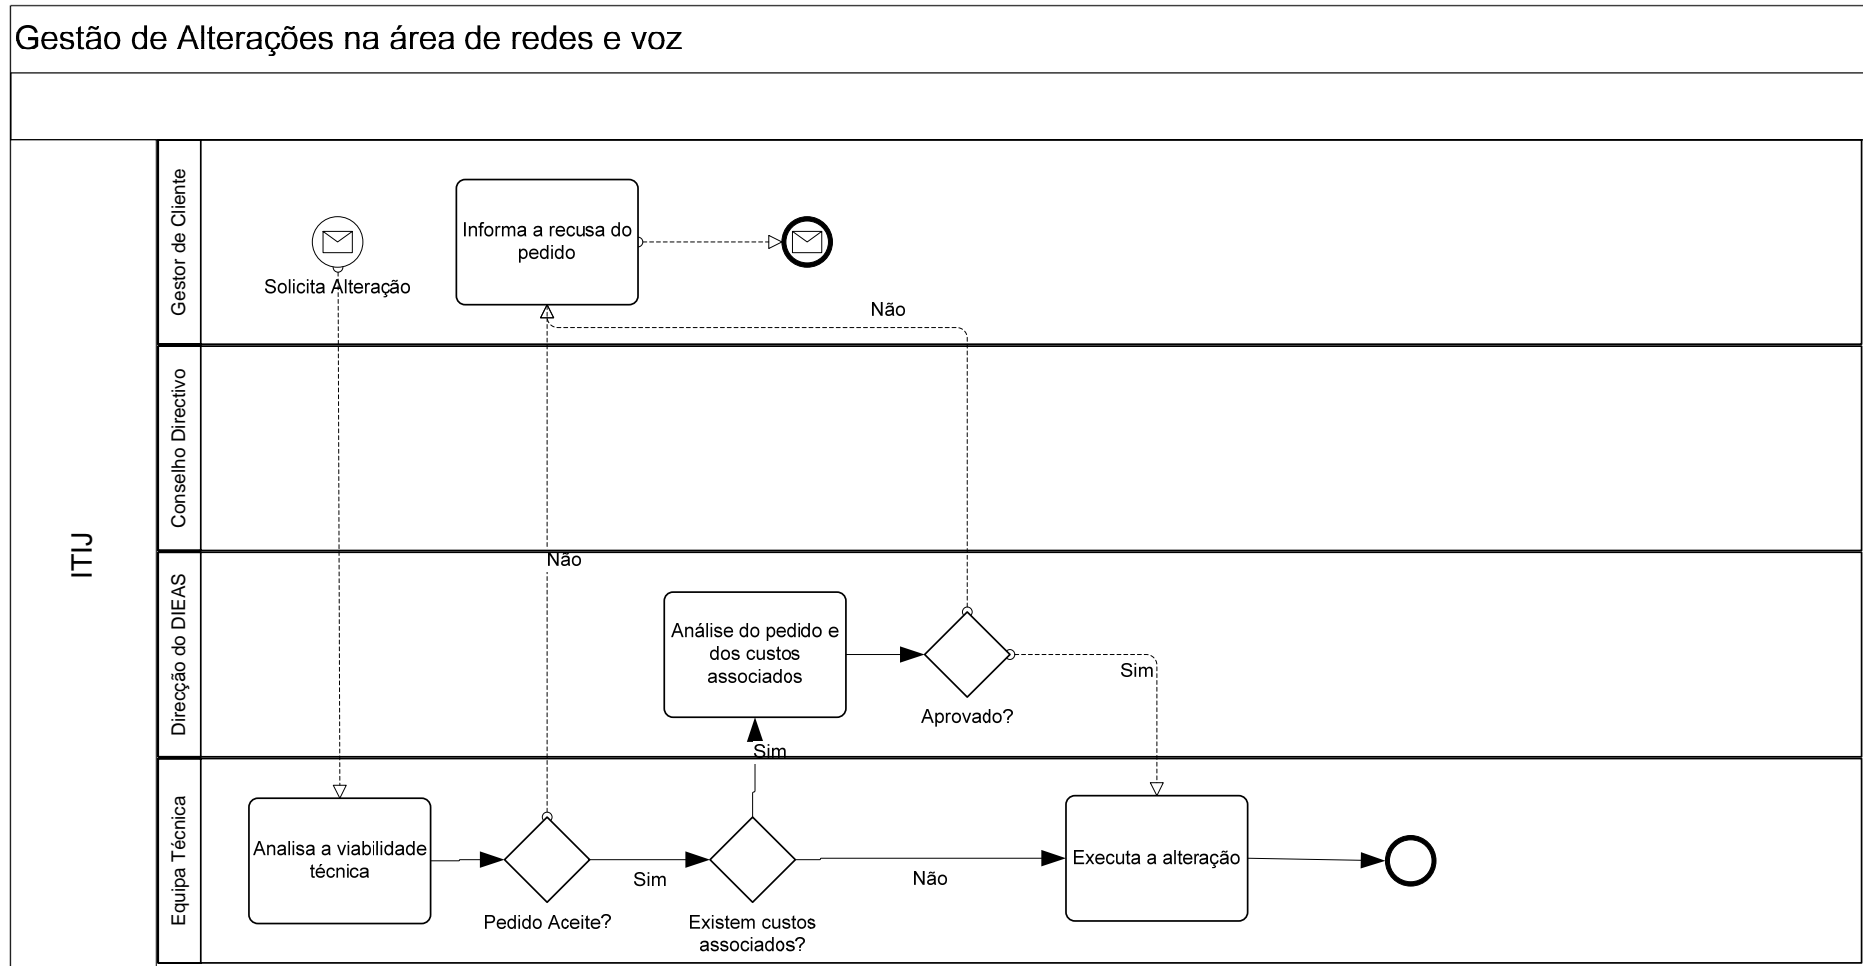 Gestão de Alterações na área de redes e voz
ITIJ
Gestor de Cliente
Solicita Alteração
Informa a recusa do
pedido
Não
Conselho Directivo
Não
Direcção do DIEAS
Análise do pedido e
dos custos
associados
Aprovado?
Sim
Sim
Equipa Técnica
Analisa a viabilidade
técnica
Pedido Aceite?
Sim
Existem custos
associados?
Não
Executa a alteração